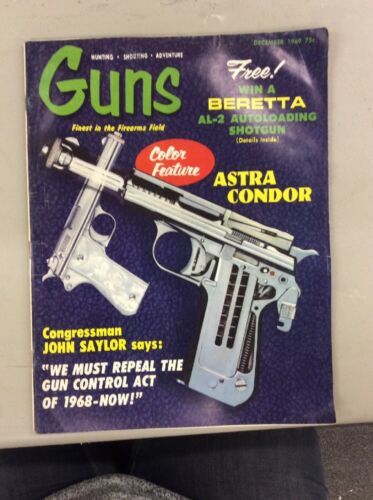 DECEMBER 1969 75¢
HUNTING • SHOOTING • ADVENTURE
Guns
Finest in the Firearms Field
Free!
WIN A
BERETTA
AL-2 AUTOLOADING
SHOTGUN
(Details Inside)
Color
Feature
ASTRA
CONDOR
Congressman
JOHN SAYLOR says:
"WE MUST REPEAL THE
GUN CONTROL ACT
OF 1968-NOW!"